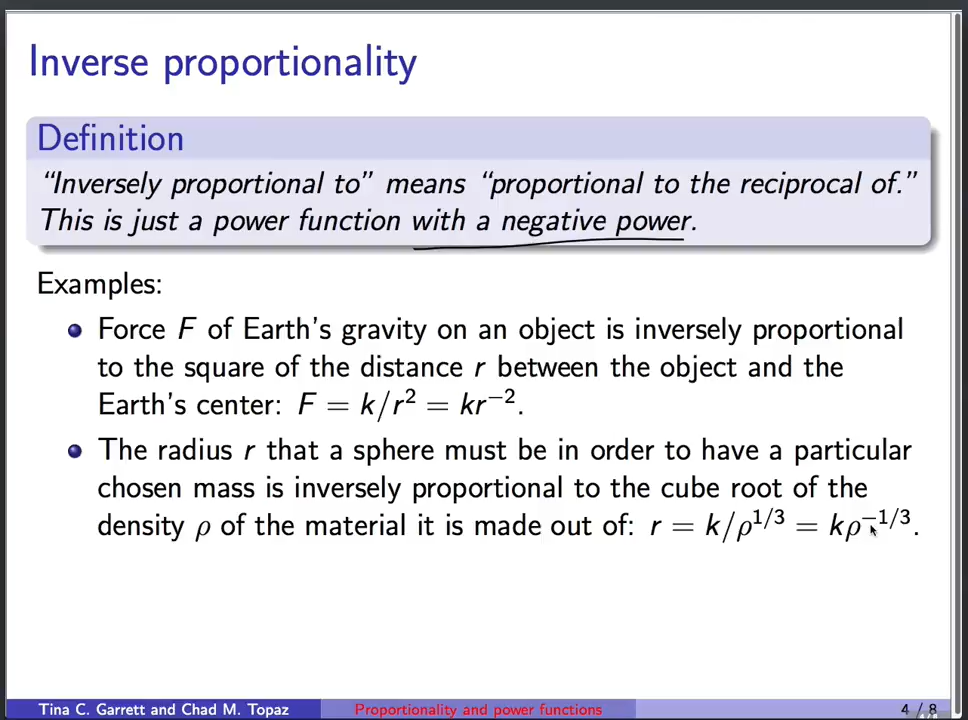 Inverse proportionality
Definition
“Inversely proportional to” means “proportional to the reciprocal of.”
This is just a power function with a negative power.
Examples:
Force F of Earth’s gravity on an object is inversely proportional
to the square of the distance r between the object and the
Earth’s center: F = k/r² = kr⁻².
The radius r that a sphere must be in order to have a particular
chosen mass is inversely proportional to the cube root of the
density ρ of the material it is made out of: r = k/ρ^{1/3} = kρ^{−1/3}.
Tina C. Garrett and Chad M. Topaz Proportionality and power functions 4 / 8